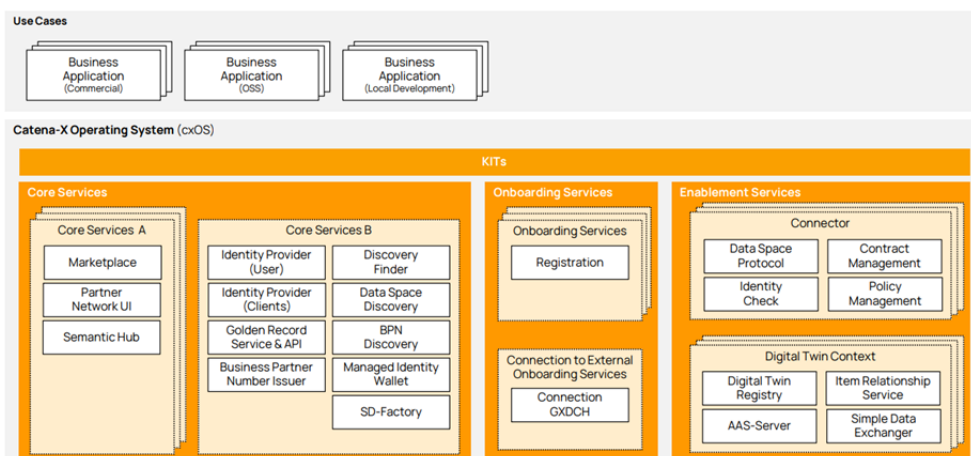 Use Cases
Business
Application
(Commercial)
Business
Application
(OSS)
Business
Application
(Local Development)
Catena-X Operating System (cxOS)
KITs
Core Services
Core Services A
Marketplace
Partner
Network UI
Semantic Hub
Core Services B
Identity Provider
(User)
Discovery
Finder
Identity Provider
(Clients)
Data Space
Discovery
Golden Record
Service & API
BPN
Discovery
Business Partner
Number Issuer
Managed Identity
Wallet
SD-Factory
Onboarding Services
Onboarding Services
Registration
Connection to External
Onboarding Services
Connection
GXDCH
Enablement Services
Connector
Data Space
Protocol
Contract
Management
Identity
Check
Policy
Management
Digital Twin Context
Digital Twin
Registry
Item Relationship
Service
AAS-Server
Simple Data
Exchanger